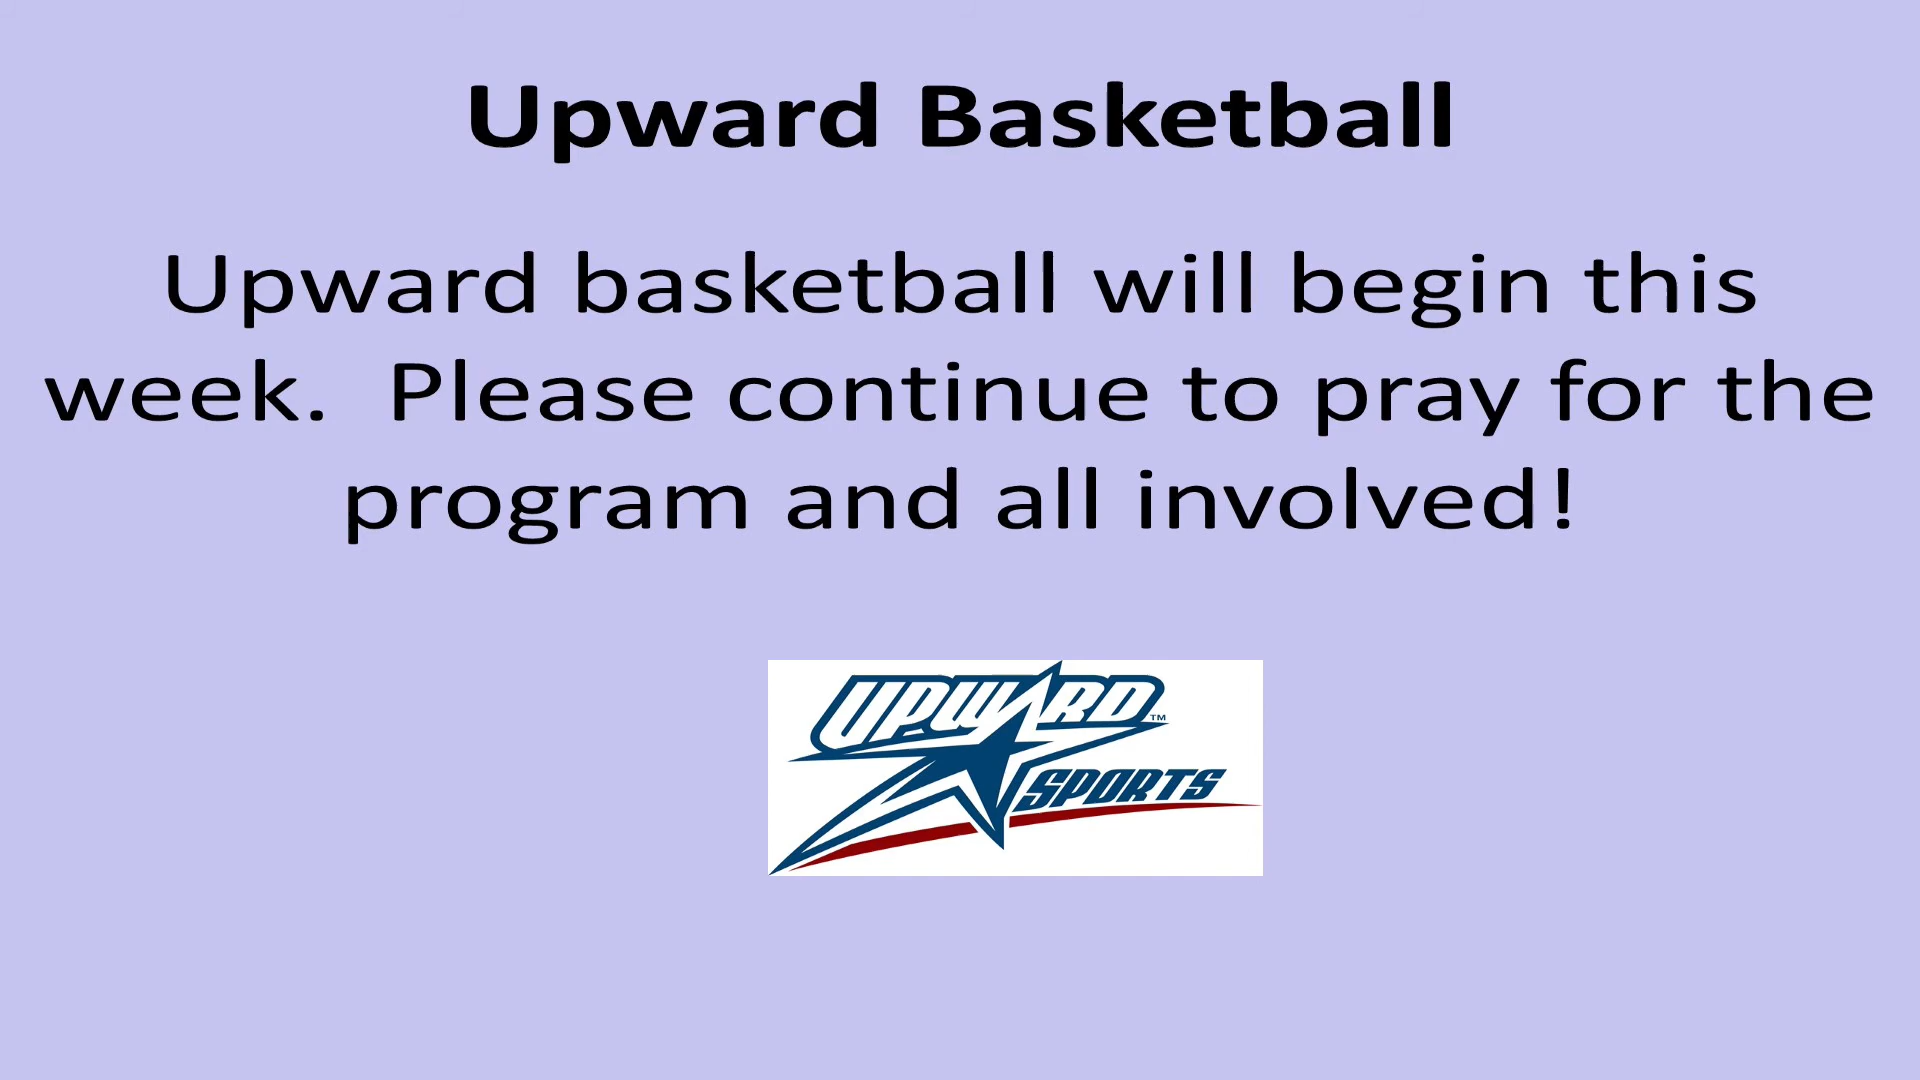 Upward Basketball
Upward basketball will begin this
week.  Please continue to pray for the
program and all involved!
UPWARD™
SPORTS